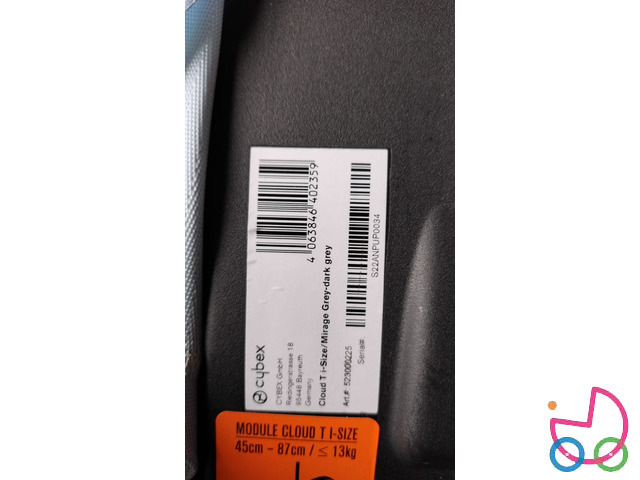 cybex
CYBEX GmbH
Riedingerstrasse 18
95448 Bayreuth
Germany
4 063846 402359
Cloud T i-Size/Mirage Grey-dark grey
Art.#: 523000225
Serial#:
S22ANPUP0034
MODULE CLOUD T I-SIZE
45cm – 87cm / ≤ 13kg